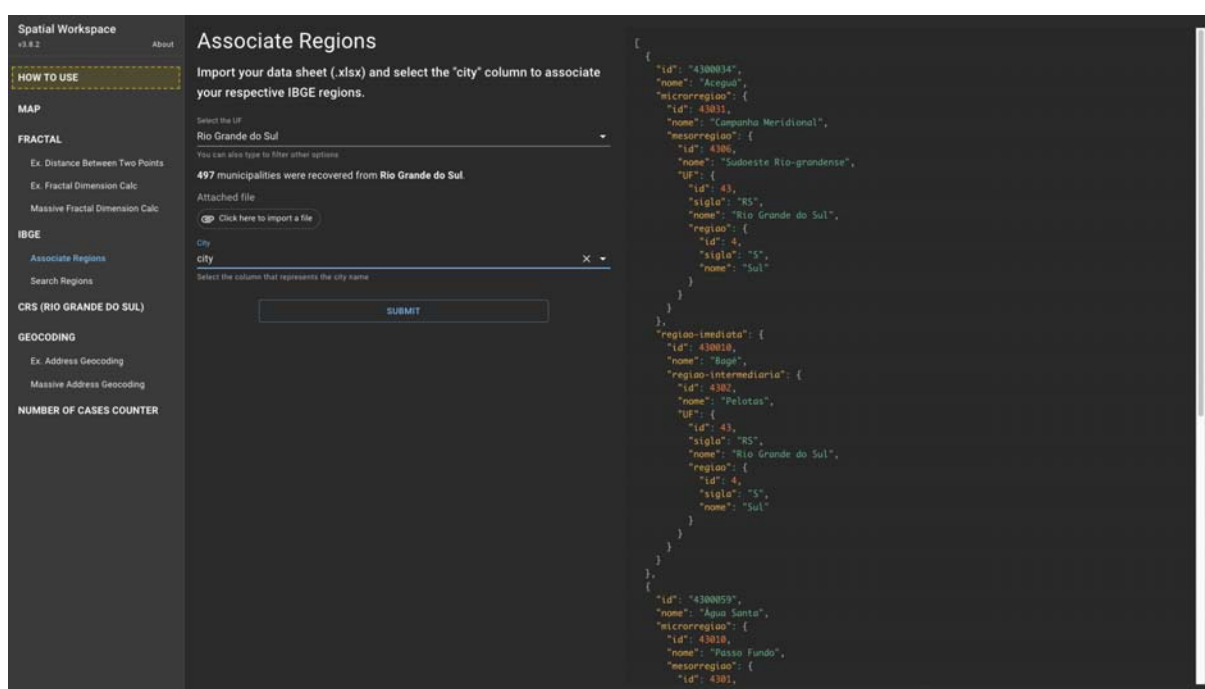 Spatial Workspace
v3.8.2 About
HOW TO USE
MAP
FRACTAL
Ex. Distance Between Two Points
Ex. Fractal Dimension Calc
Massive Fractal Dimension Calc
IBGE
Associate Regions
Search Regions
CRS (RIO GRANDE DO SUL)
GEOCODING
Ex. Address Geocoding
Massive Address Geocoding
NUMBER OF CASES COUNTER
Associate Regions
Import your data sheet (.xlsx) and select the "city" column to associate
your respective IBGE regions.
Select the UF
Rio Grande do Sul
You can also type to filter other options
497 municipalities were recovered from Rio Grande do Sul.
Attached file
Click here to import a file
City
city
Select the column that represents the city name
SUBMIT
[
{
"id": "4300034",
"nome": "Aceguá",
"microrregiao": {
"id": 43031,
"nome": "Campanha Meridional",
"mesorregiao": {
"id": 4306,
"nome": "Sudoeste Rio-grandense",
"UF": {
"id": 43,
"sigla": "RS",
"nome": "Rio Grande do Sul",
"regiao": {
"id": 4,
"sigla": "S",
"nome": "Sul"
}
}
}
},
"regiao-imediata": {
"id": 430010,
"nome": "Bagé",
"regiao-intermediaria": {
"id": 4302,
"nome": "Pelotas",
"UF": {
"id": 43,
"sigla": "RS",
"nome": "Rio Grande do Sul",
"regiao": {
"id": 4,
"sigla": "S",
"nome": "Sul"
}
}
}
}
},
{
"id": "4300059",
"nome": "Água Santa",
"microrregiao": {
"id": 43010,
"nome": "Passo Fundo",
"mesorregiao": {
"id": 4301,